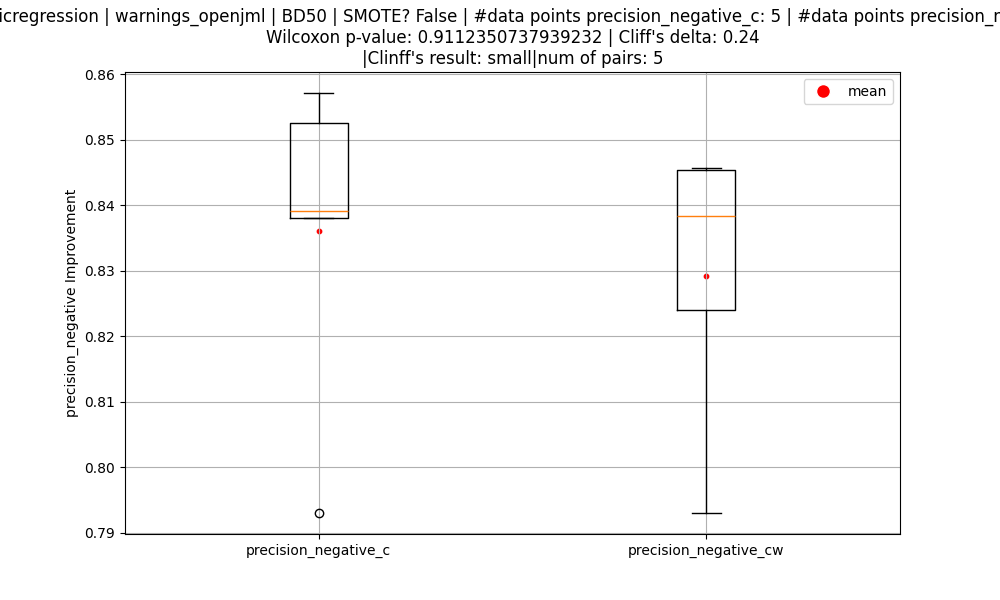 icregression | warnings_openjml | BD50 | SMOTE? False | #data points precision_negative_c: 5 | #data points precision_n
Wilcoxon p-value: 0.9112350737939232 | Cliff's delta: 0.24
|Clinff's result: small|num of pairs: 5
mean
precision_negative Improvement
0.86
0.85
0.84
0.83
0.82
0.81
0.80
0.79
precision_negative_c
precision_negative_cw